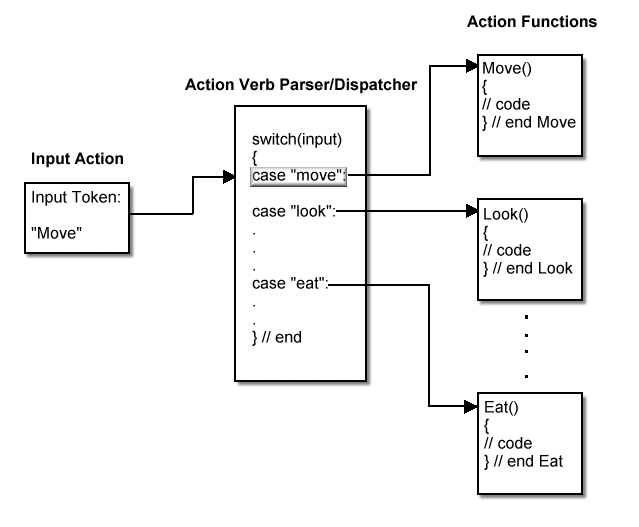 Action Functions
Action Verb Parser/Dispatcher
Input Action
Input Token:
"Move"
switch(input)
{
case "move":
case "look":
.
.
.
case "eat":
.
.
} // end
Move()
{
// code
} // end Move
Look()
{
// code
} // end Look
.
.
.
.
Eat()
{
// code
} // end Eat